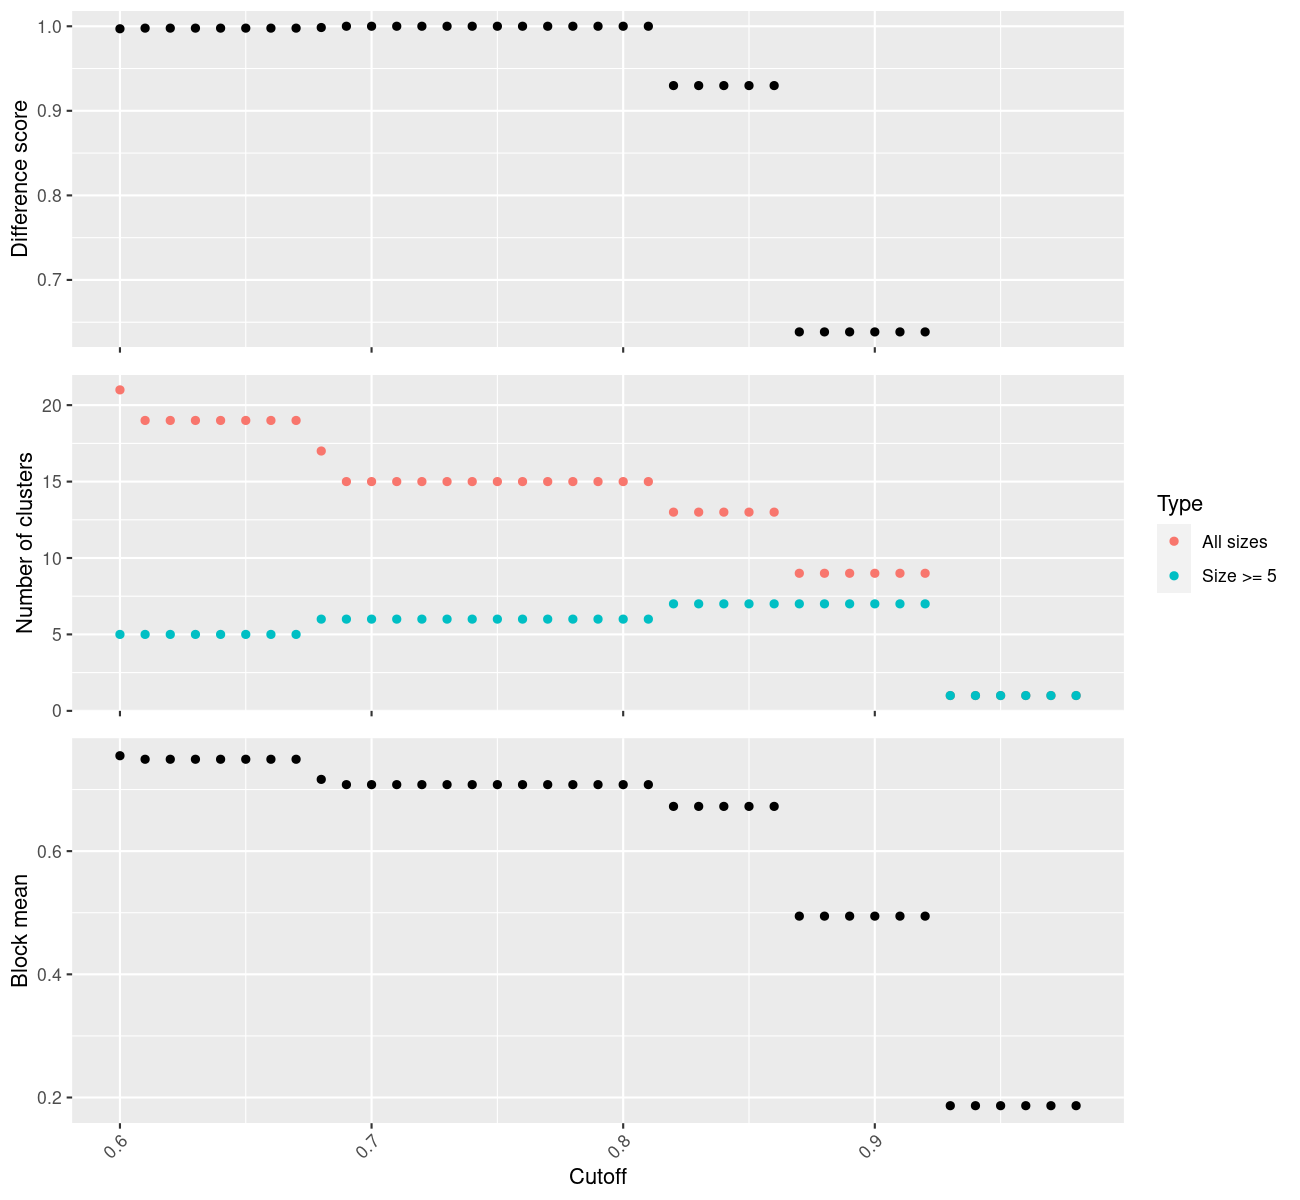 1.0
0.9
0.8
0.7
Difference score
20
15
10
5
0
Number of clusters
Type
All sizes
Size >= 5
0.6
0.4
0.2
Block mean
0.6
0.7
0.8
0.9
Cutoff